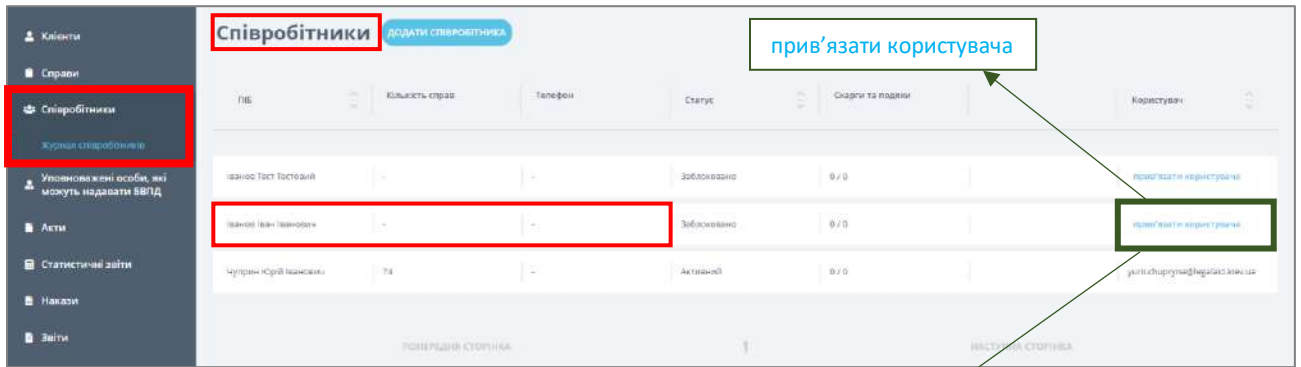 Клієнти
Співробітники
ДОДАТИ СПІВРОБІТНИКА
прив’язати користувача
Справи
Співробітники
ПІБ
Кількість справ
Телефон
Статус
Скарги та подяки
Користувач
Журнал співробітників
Уповноважені особи, які
можуть надавати БВПД
Іванов Тест Тестовий
-
-
Заблоковано
0 / 0
прив'язати користувача
Акти
Іванов Іван Іванович
-
-
Заблоковано
0 / 0
прив'язати користувача
Статистичні звіти
Чуприн Юрій Іванович
74
-
Активний
0 / 0
Накази
Звіти
ПОПЕРЕДНЯ СТОРІНКА
1
НАСТУПНА СТОРІНКА